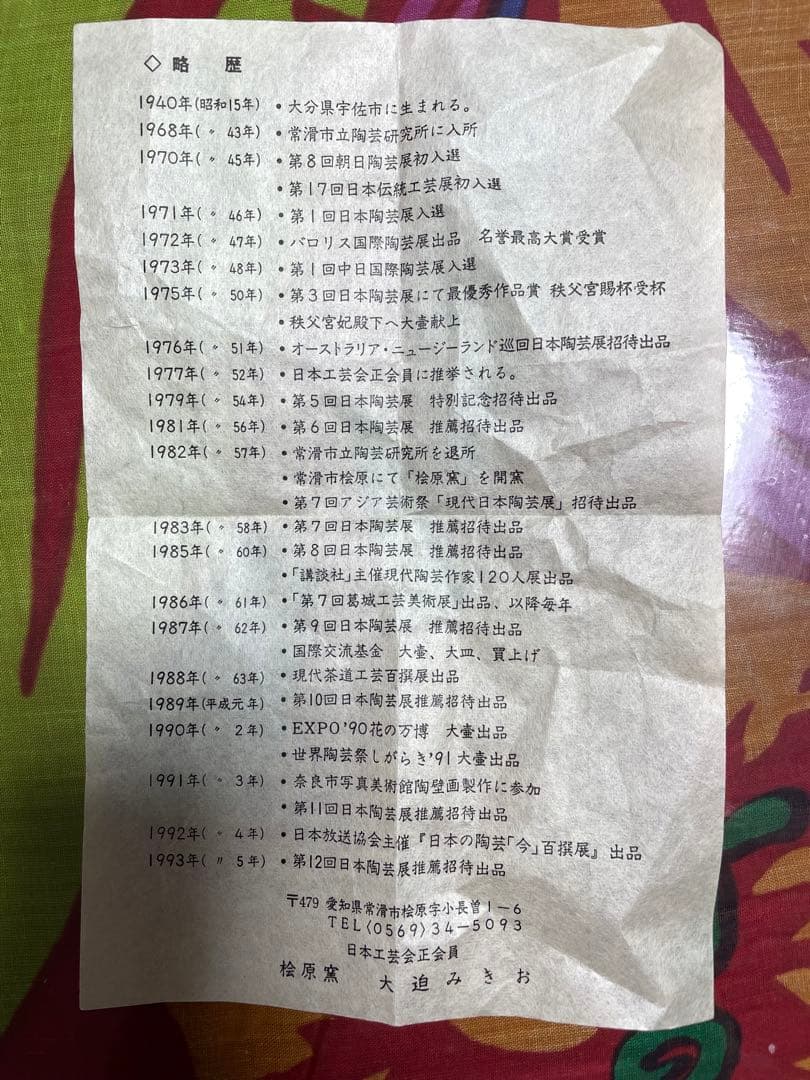 ◇ 略 歴
1940年(昭和15年) • 大分県宇佐市に生まれる。
1968年( 〃 43年) • 常滑市立陶芸研究所に入所
1970年( 〃 45年) • 第8回朝日陶芸展初入選
• 第17回日本伝統工芸展初入選
1971年( 〃 46年) • 第1回日本陶芸展入選
1972年( 〃 47年) • バロリス国際陶芸展出品 名誉最高大賞受賞
1973年( 〃 48年) • 第1回中日国際陶芸展入選
1975年( 〃 50年) • 第3回日本陶芸展にて最優秀作品賞 秩父宮賜杯受杯
• 秩父宮妃殿下へ大壷献上
1976年( 〃 51年) • オーストラリア・ニュージーランド巡回日本陶芸展招待出品
1977年( 〃 52年) • 日本工芸会正会員に推挙される。
1979年( 〃 54年) • 第5回日本陶芸展 特別記念招待出品
1981年( 〃 56年) • 第6回日本陶芸展 推薦招待出品
1982年( 〃 57年) • 常滑市立陶芸研究所を退所
• 常滑市桧原にて「桧原窯」を開窯
• 第7回アジア芸術祭「現代日本陶芸展」招待出品
1983年( 〃 58年) • 第7回日本陶芸展 推薦招待出品
1985年( 〃 60年) • 第8回日本陶芸展 推薦招待出品
• 「講談社」主催現代陶芸作家120人展出品
1986年( 〃 61年) • 「第7回葛城工芸美術展」出品、以降毎年
1987年( 〃 62年) • 第9回日本陶芸展 推薦招待出品
• 国際交流基金 大壷、大皿、買上げ
1988年( 〃 63年) • 現代茶道工芸百撰展出品
1989年(平成元年) • 第10回日本陶芸展推薦招待出品
1990年( 〃 2年) • EXPO'90花の万博 大壷出品
• 世界陶芸祭しがらき'91大壷出品
1991年( 〃 3年) • 奈良市写真美術館陶壁画製作に参加
• 第11回日本陶芸展推薦招待出品
1992年( 〃 4年) • 日本放送協会主催『日本の陶芸「今」百撰展』出品
1993年( 〃 5年) • 第12回日本陶芸展推薦招待出品
〒479 愛知県常滑市桧原字小長曽1−6
TEL〈0569〉34−5093
日本工芸会正会員
桧原窯 大迫みきお